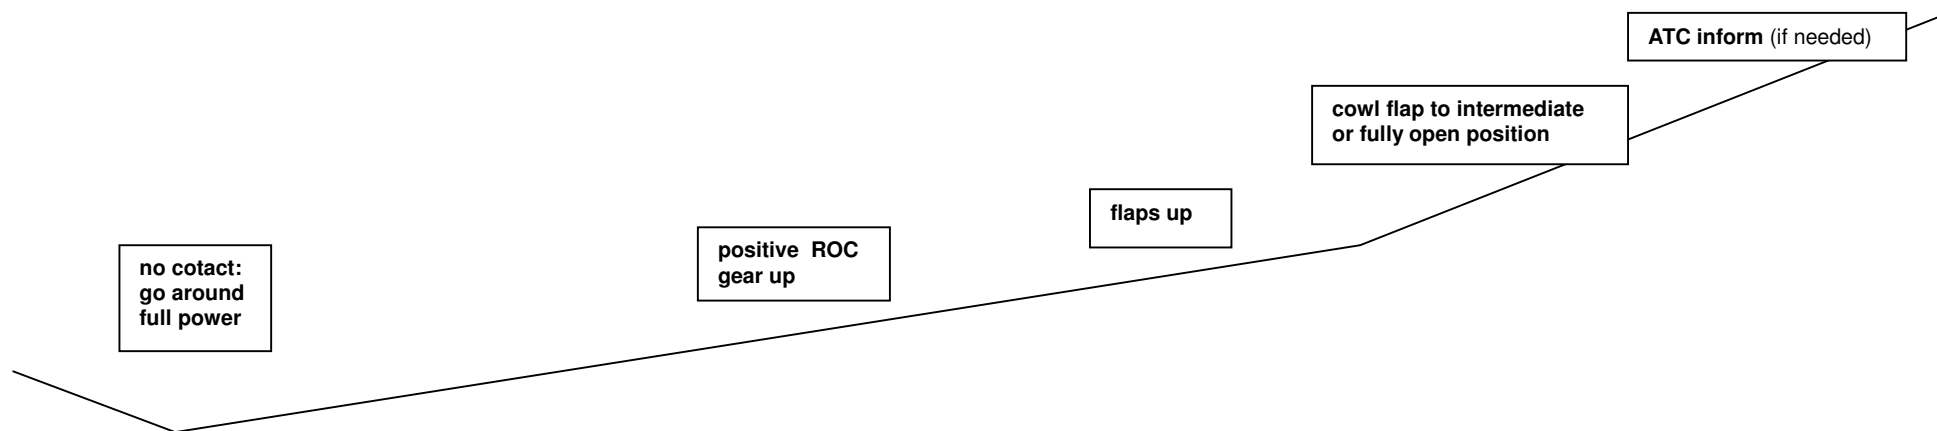 no cotact:
go around
full power
positive  ROC
gear up
flaps up
cowl flap to intermediate
or fully open position
ATC inform (if needed)